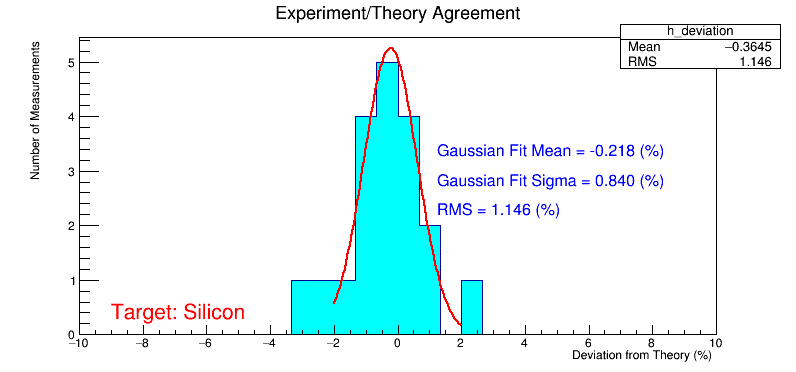 Experiment/Theory Agreement
h_deviation
Mean −0.3645
RMS 1.146
Number of Measurements
5
4
3
2
1
0
Gaussian Fit Mean = -0.218 (%)
Gaussian Fit Sigma = 0.840 (%)
RMS = 1.146 (%)
Target: Silicon
−10 −8 −6 −4 −2 0 2 4 6 8 10
Deviation from Theory (%)